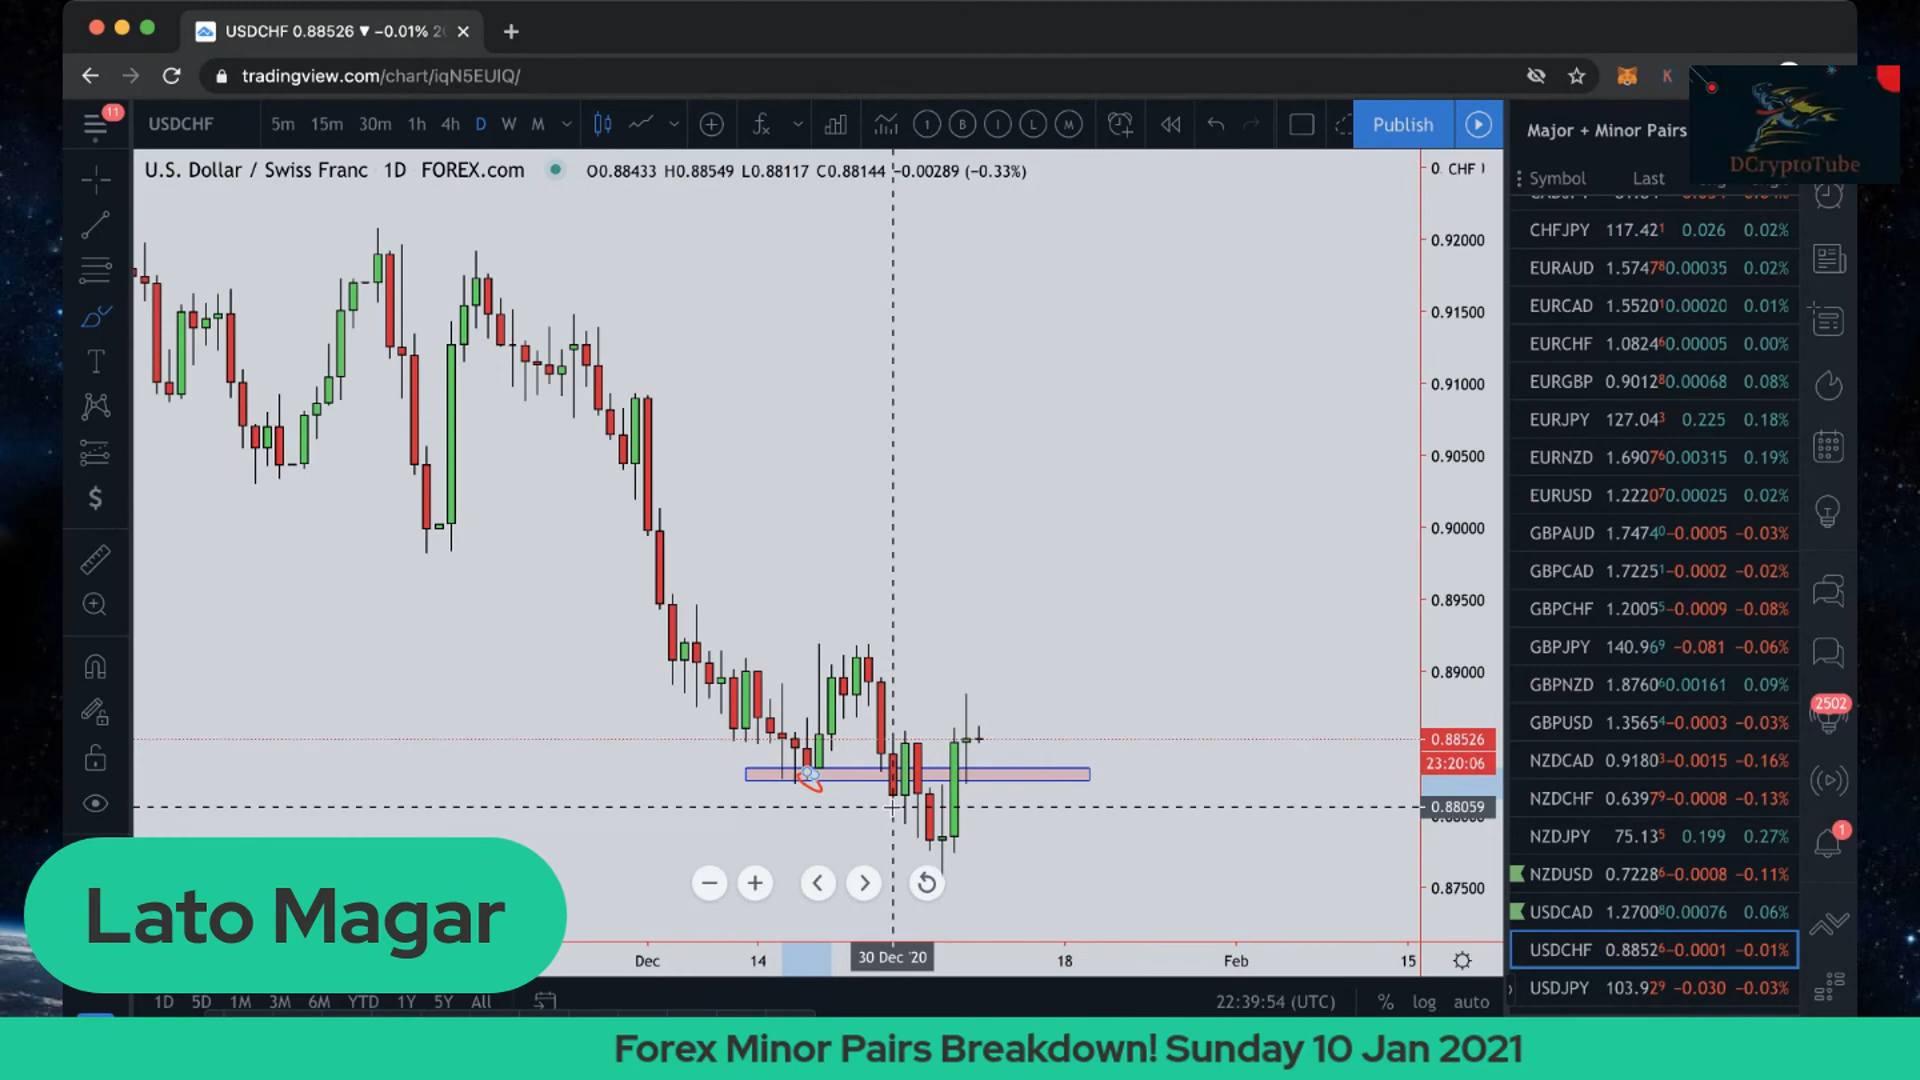 USDCHF 0.88526 ▼ −0.01%
tradingview.com/chart/iqN5EUIQ/
K
DCryptoTube
11
USDCHF 5m 15m 30m 1h 4h D W M
1 B I L M
Publish
Major + Minor Pairs
U.S. Dollar / Swiss Franc 1D FOREX.com O0.88433 H0.88549 L0.88117 C0.88144 −0.00289 (−0.33%)
CHF
Symbol Last
CHFJPY 117.421 0.026 0.02%
EURAUD 1.57478 0.00035 0.02%
EURCAD 1.55201 0.00020 0.01%
EURCHF 1.08246 0.00005 0.00%
EURGBP 0.90128 0.00068 0.08%
EURJPY 127.043 0.225 0.18%
EURNZD 1.69076 0.00315 0.19%
EURUSD 1.22207 0.00025 0.02%
GBPAUD 1.74740 −0.0005 −0.03%
GBPCAD 1.72251 −0.0002 −0.02%
GBPCHF 1.20055 −0.0009 −0.08%
GBPJPY 140.969 −0.081 −0.06%
GBPNZD 1.87606 0.00161 0.09%
GBPUSD 1.35654 −0.0003 −0.03%
NZDCAD 0.91803 −0.0015 −0.16%
NZDCHF 0.63979 −0.0008 −0.13%
NZDJPY 75.135 0.199 0.27%
NZDUSD 0.72286 −0.0008 −0.11%
USDCAD 1.27008 0.00076 0.06%
USDCHF 0.88526 −0.0001 −0.01%
USDJPY 103.929 −0.030 −0.03%
2502
1
0.92000
0.91500
0.91000
0.90500
0.90000
0.89500
0.89000
0.88526
23:20:06
0.88059
0.87500
Dec 14 30 Dec '20 18 Feb 15
1D 5D 1M 3M 6M YTD 1Y 5Y All
22:39:54 (UTC) % log auto
Lato Magar
Forex Minor Pairs Breakdown! Sunday 10 Jan 2021